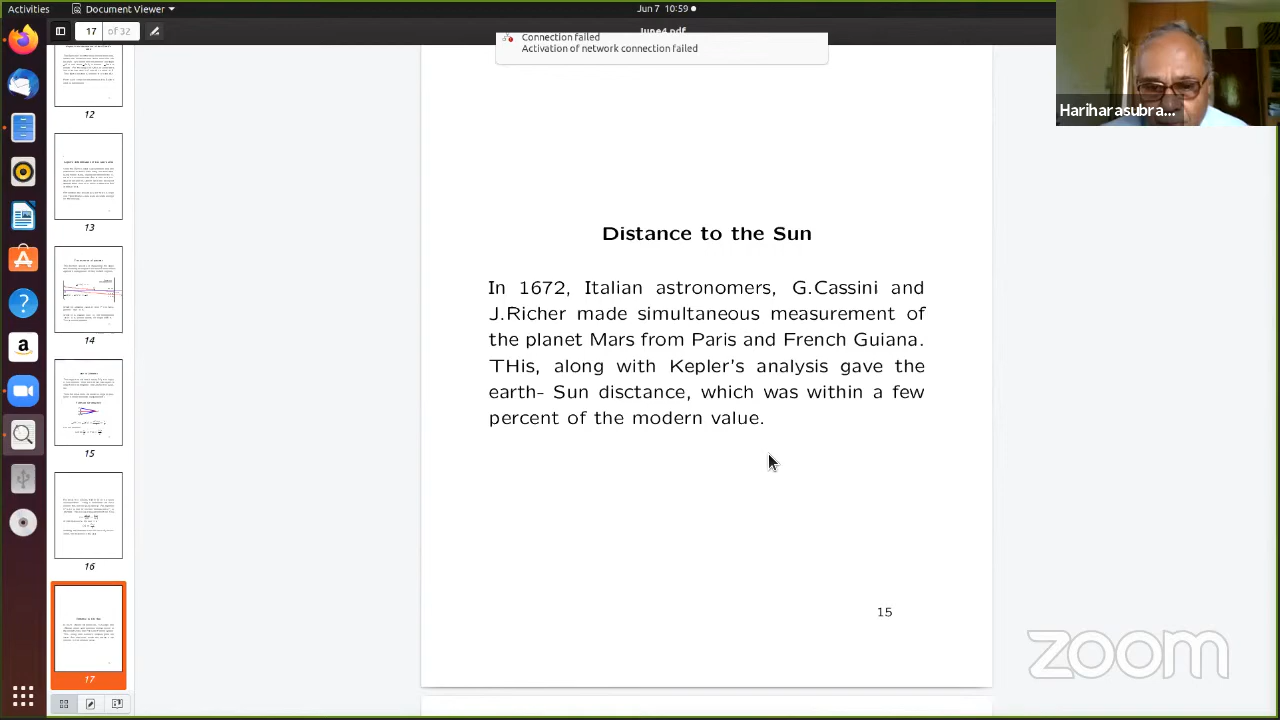 Activities
Document Viewer
Jun 7 10:59
17
of 32
June4.pdf
Connection failed
Activation of network connection failed
Hariharasubra...
12
13
14
15
16
17
Distance to the Sun
In 1672, Italian astronomers, G.Cassini and
J.Richer made simultaneous measurement of
the planet Mars from Paris and French Guiana.
THis, along with Kepler's analysis gave the
earth Sun disctance, which was within a few
percent of the modern value.
15
zoom